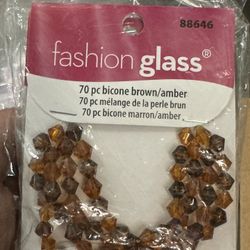 88646
fashion glass®
70 pc bicone brown/amber
70 pc mélange de la perle brun
70 pc bicone marron/amber